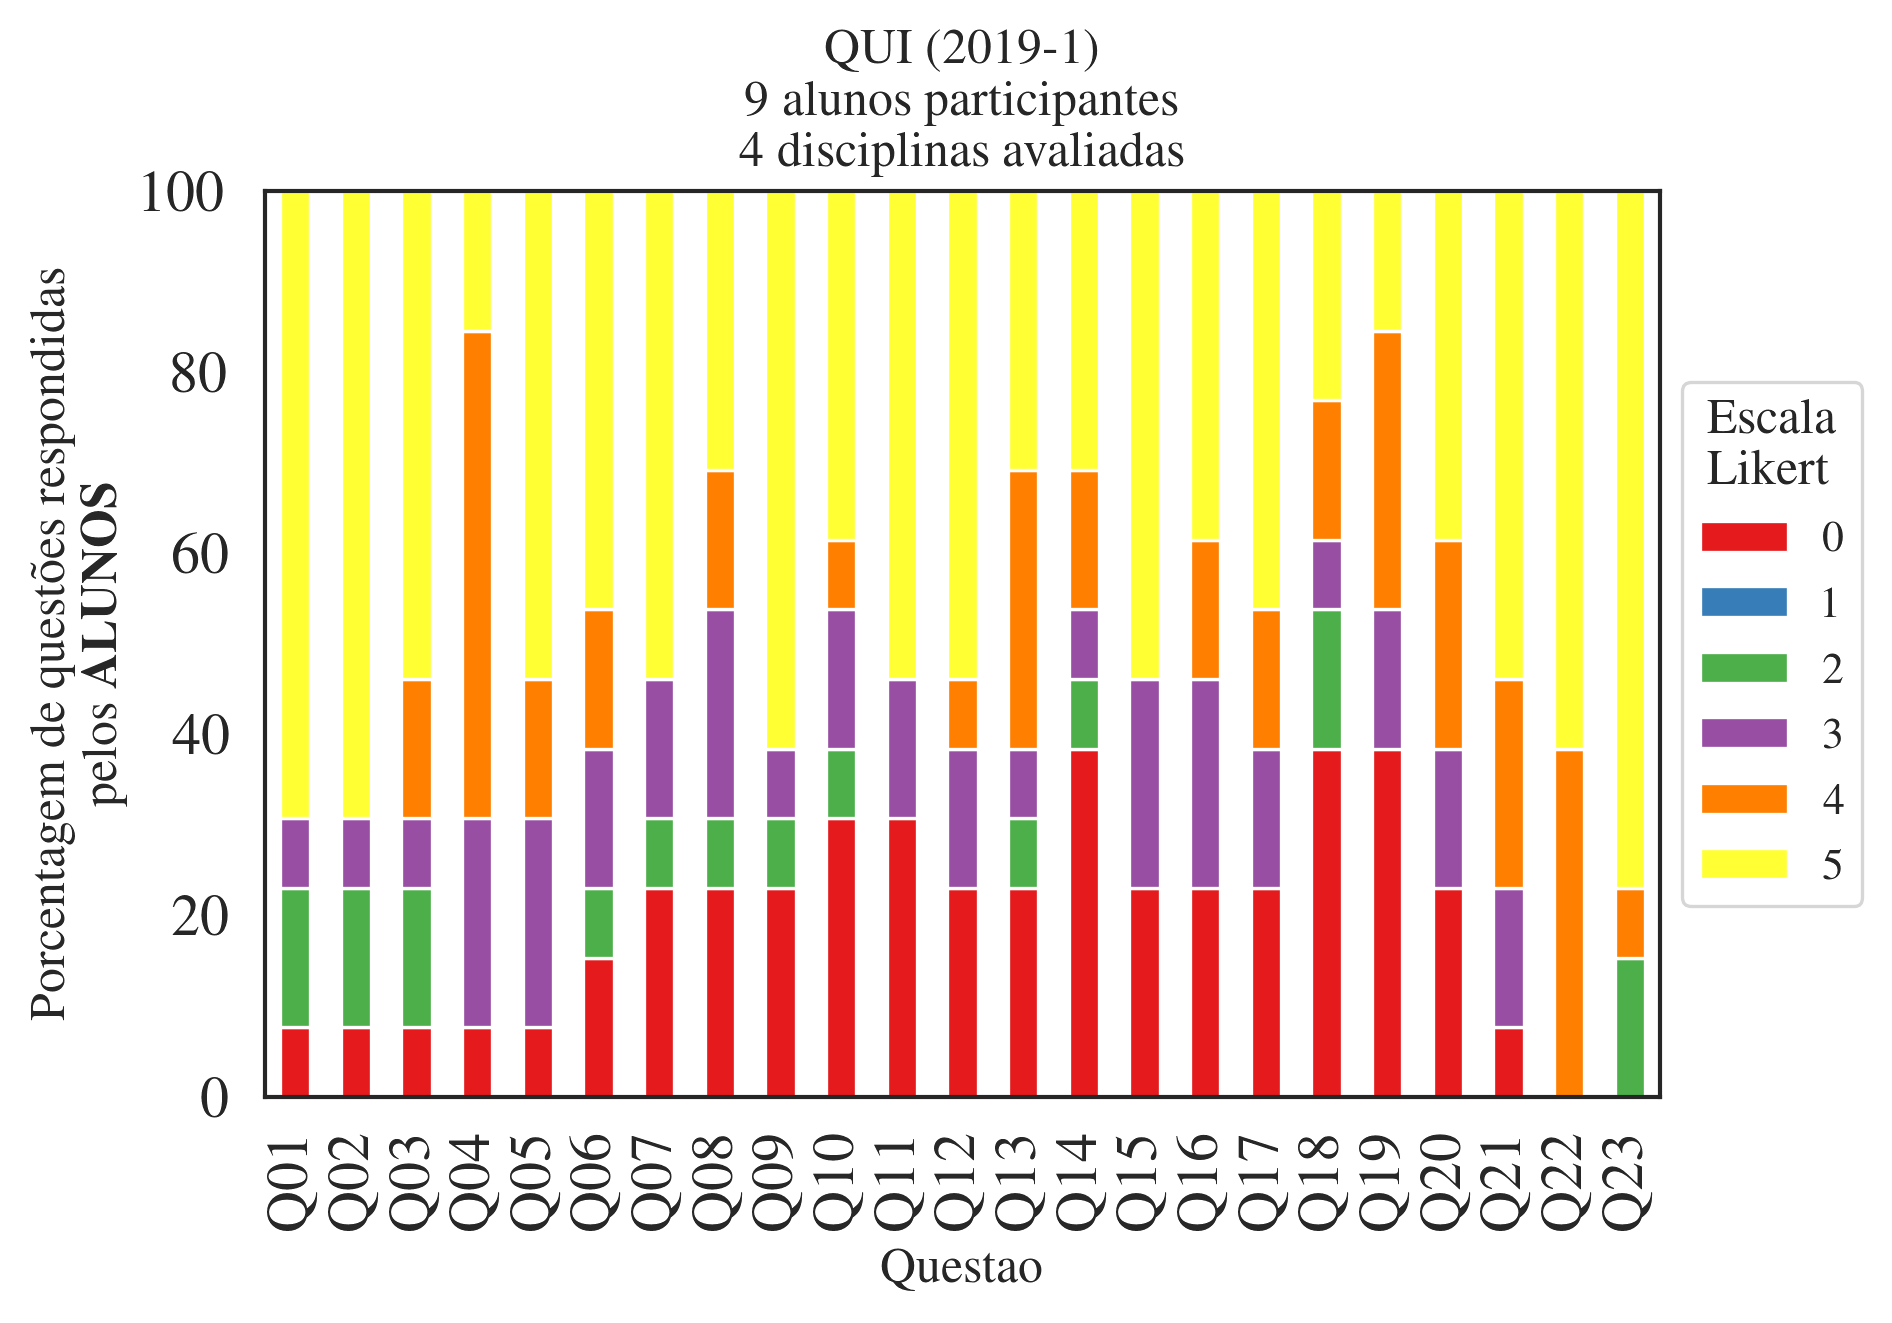 QUI (2019-1)
9 alunos participantes
4 disciplinas avaliadas
Porcentagem de questões respondidas
pelos ALUNOS
100
80
60
40
20
0
Q01
Q02
Q03
Q04
Q05
Q06
Q07
Q08
Q09
Q10
Q11
Q12
Q13
Q14
Q15
Q16
Q17
Q18
Q19
Q20
Q21
Q22
Q23
Questao
Escala
Likert
0
1
2
3
4
5